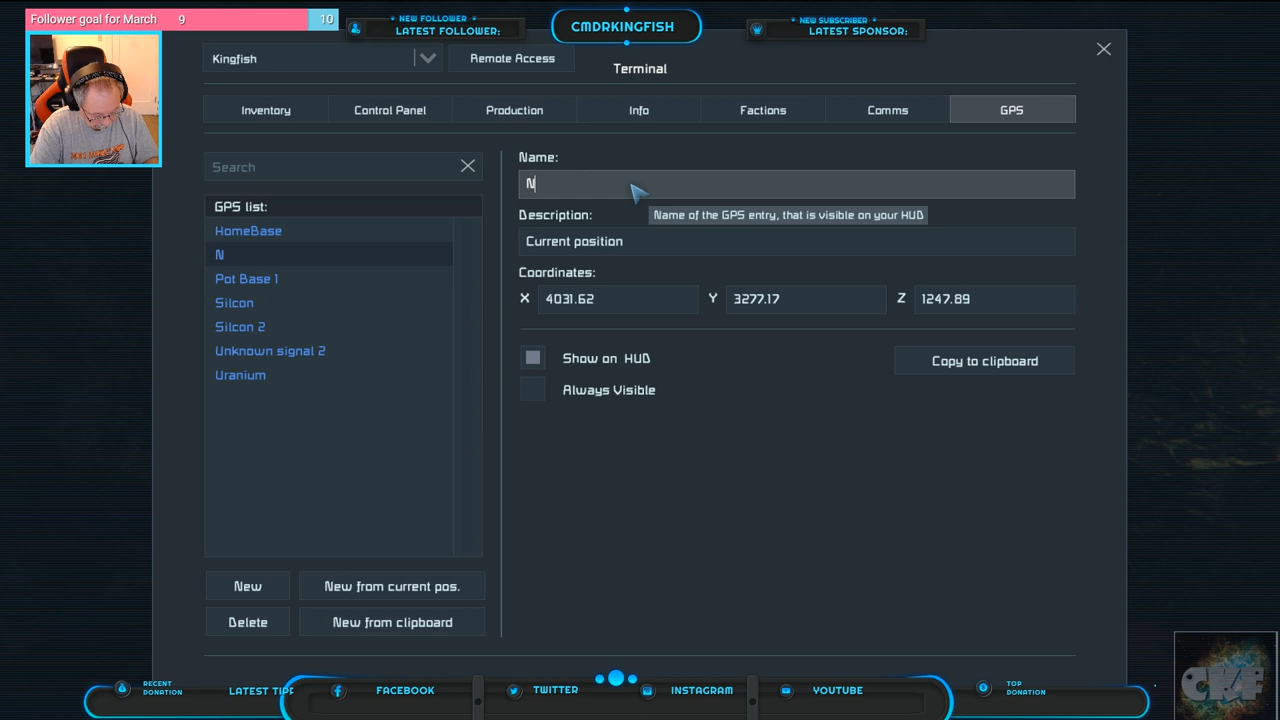 Follower goal for March 9 10
NEW FOLLOWER
LATEST FOLLOWER:
CMDRKINGFISH
NEW SUBSCRIBER
LATEST SPONSOR:
Kingfish
Remote Access
Terminal
Inventory
Control Panel
Production
Info
Factions
Comms
GPS
Search
GPS list:
HomeBase
N
Pot Base 1
Silcon
Silcon 2
Unknown signal 2
Uranium
New
New from current pos.
Delete
New from clipboard
Name:
N
Name of the GPS entry, that is visible on your HUD
Description:
Current position
Coordinates:
X 4031.62 Y 3277.17 Z 1247.89
Show on HUD
Copy to clipboard
Always Visible
RECENT
DONATION
LATEST TIPS
FACEBOOK
TWITTER
INSTAGRAM
YOUTUBE
TOP
DONATION
CKF